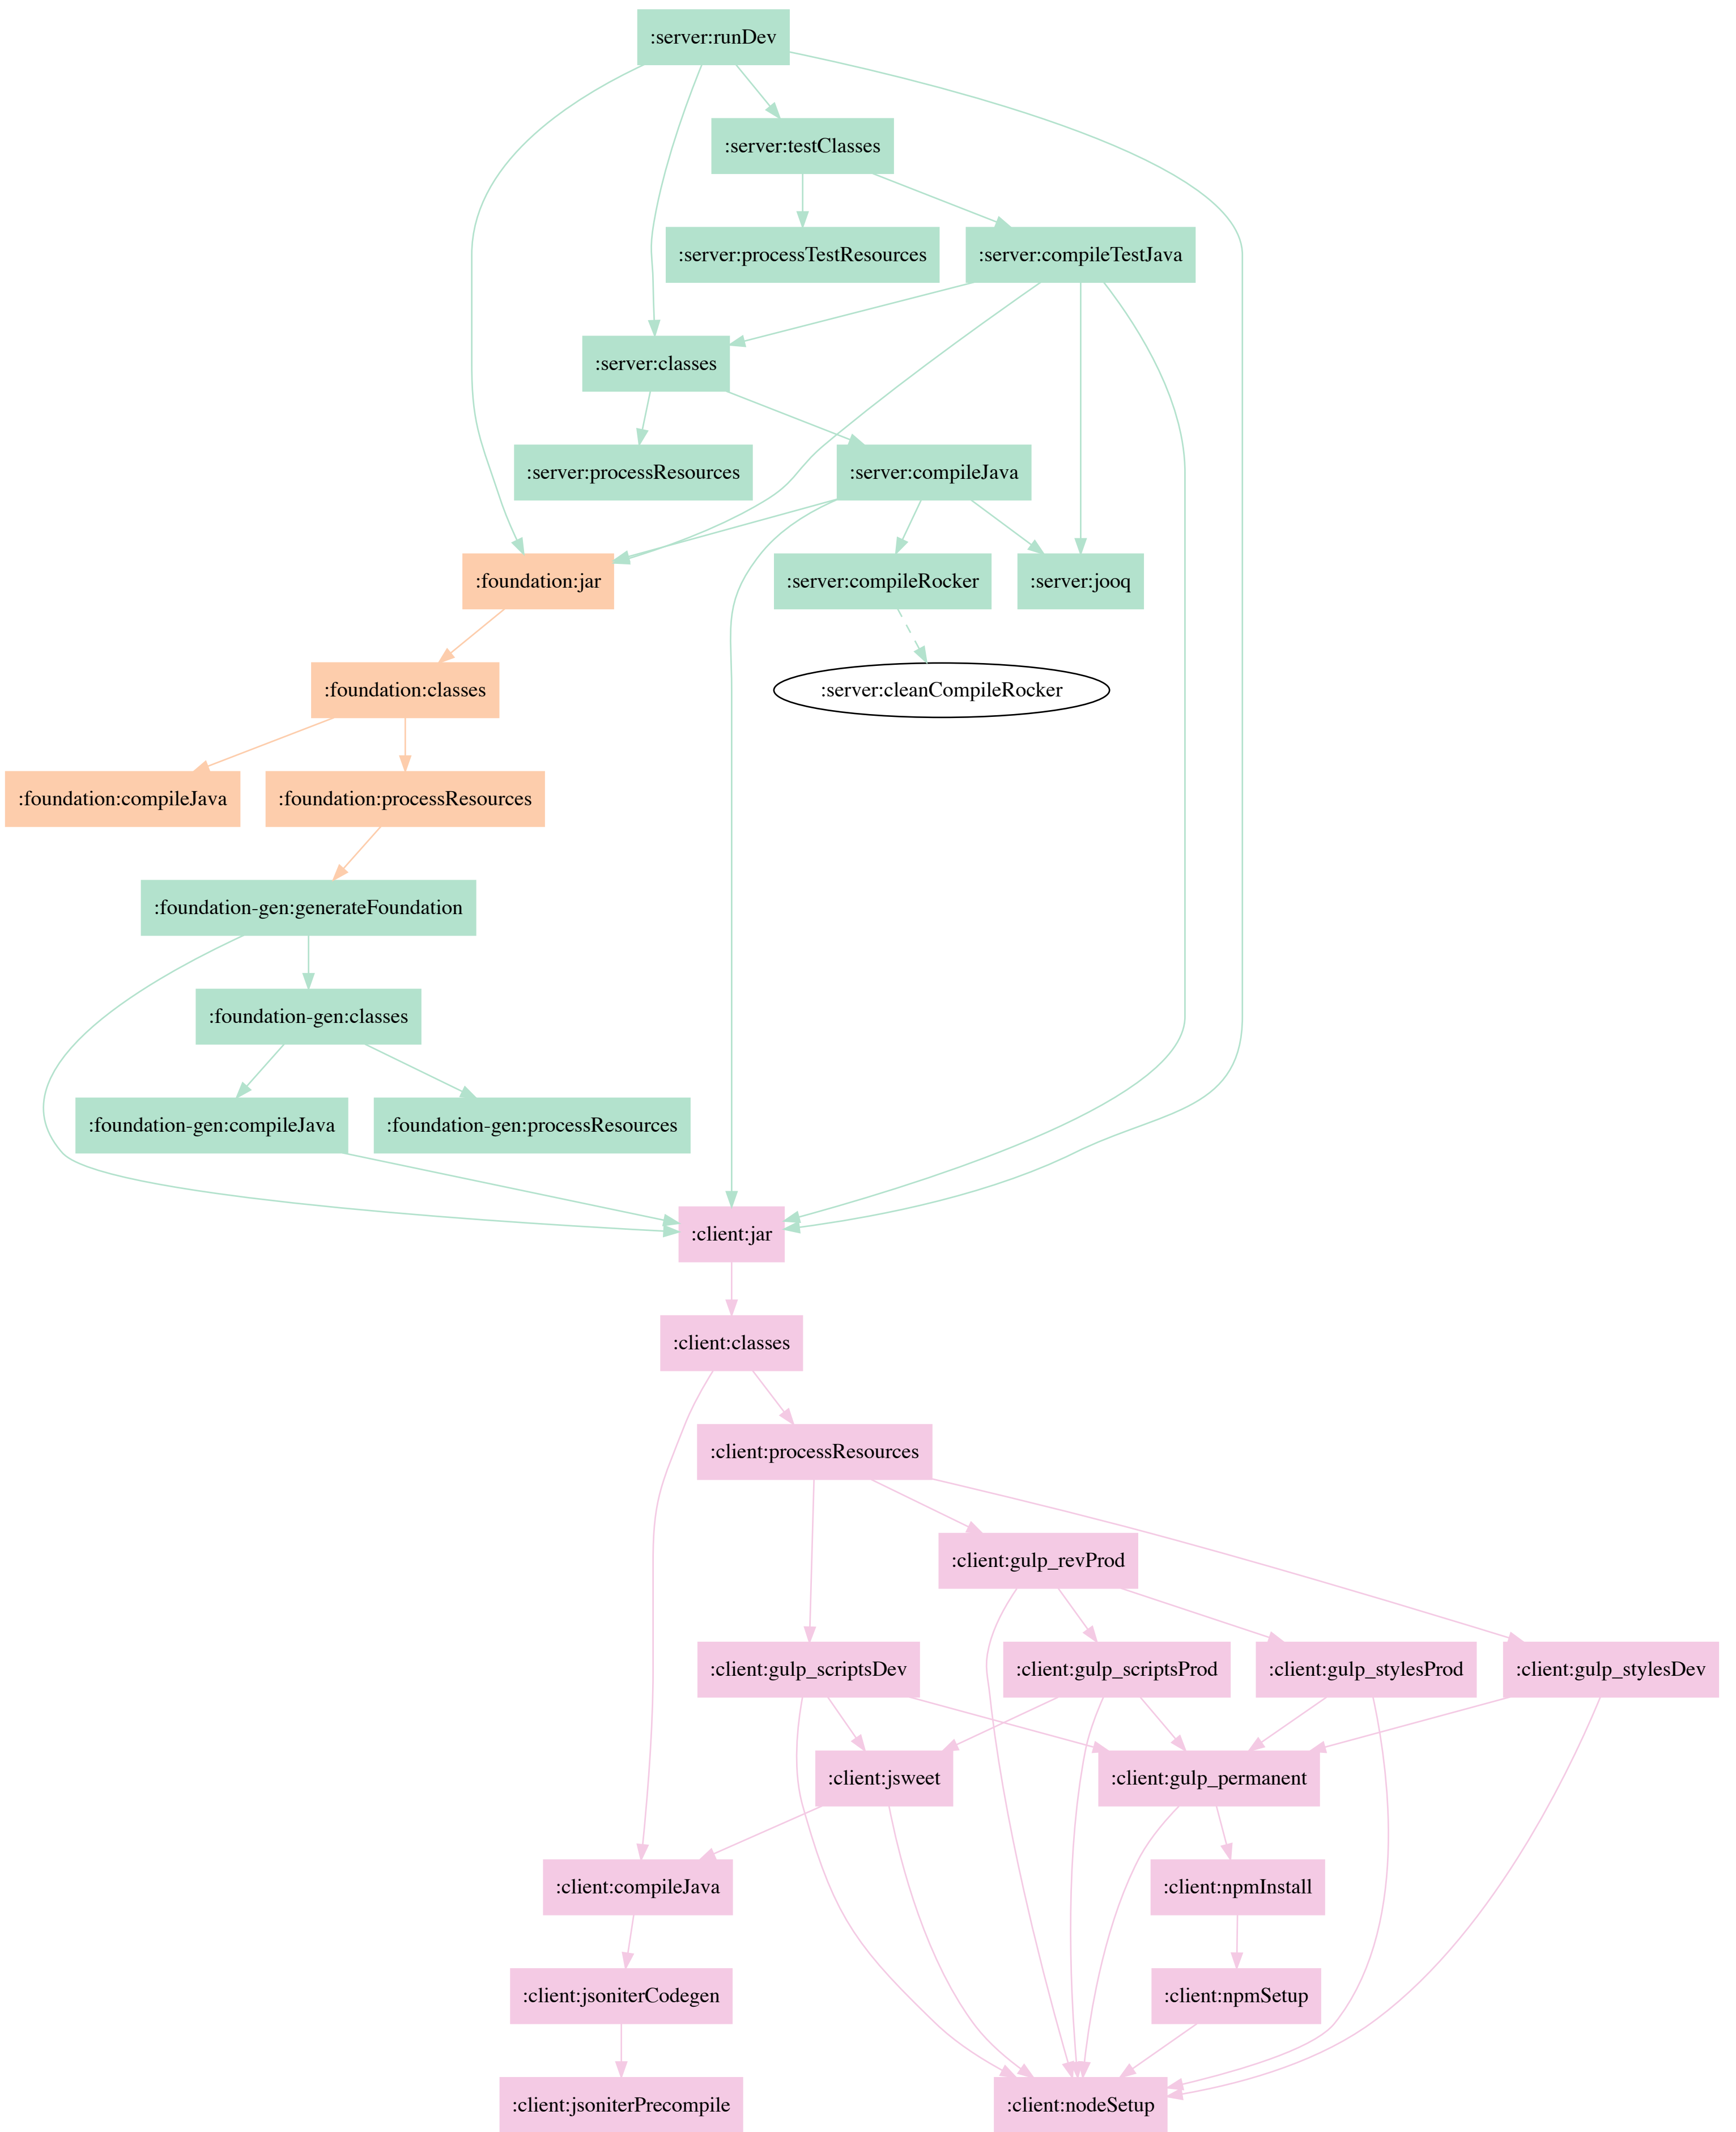 :server:runDev
:server:testClasses
:server:processTestResources
:server:compileTestJava
:server:classes
:server:processResources
:server:compileJava
:foundation:jar
:server:compileRocker
:server:jooq
:foundation:classes
:server:cleanCompileRocker
:foundation:compileJava
:foundation:processResources
:foundation-gen:generateFoundation
:foundation-gen:classes
:foundation-gen:compileJava
:foundation-gen:processResources
:client:jar
:client:classes
:client:processResources
:client:gulp_revProd
:client:gulp_scriptsDev
:client:gulp_scriptsProd
:client:gulp_stylesProd
:client:gulp_stylesDev
:client:jsweet
:client:gulp_permanent
:client:compileJava
:client:npmInstall
:client:jsoniterCodegen
:client:npmSetup
:client:jsoniterPrecompile
:client:nodeSetup